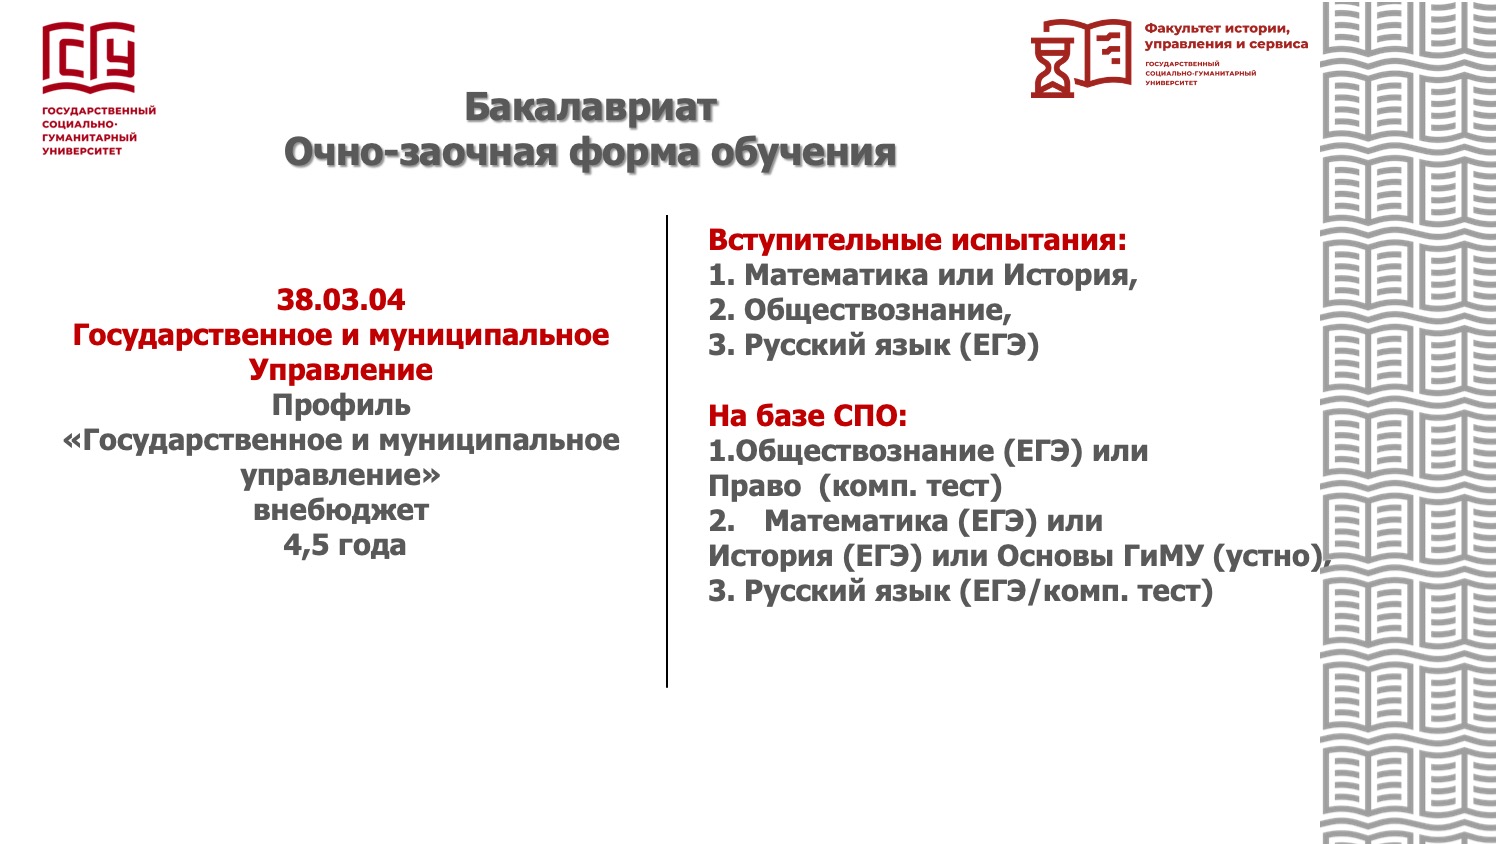 ГСГУ
ГОСУДАРСТВЕННЫЙ
СОЦИАЛЬНО-
ГУМАНИТАРНЫЙ
УНИВЕРСИТЕТ
Факультет истории,
управления и сервиса
ГОСУДАРСТВЕННЫЙ
СОЦИАЛЬНО-ГУМАНИТАРНЫЙ
УНИВЕРСИТЕТ
Бакалавриат
Очно-заочная форма обучения
38.03.04
Государственное и муниципальное
Управление
Профиль
«Государственное и муниципальное
управление»
внебюджет
4,5 года
Вступительные испытания:
1. Математика или История,
2. Обществознание,
3. Русский язык (ЕГЭ)
На базе СПО:
1.Обществознание (ЕГЭ) или
Право (комп. тест)
2. Математика (ЕГЭ) или
История (ЕГЭ) или Основы ГиМУ (устно),
3. Русский язык (ЕГЭ/комп. тест)